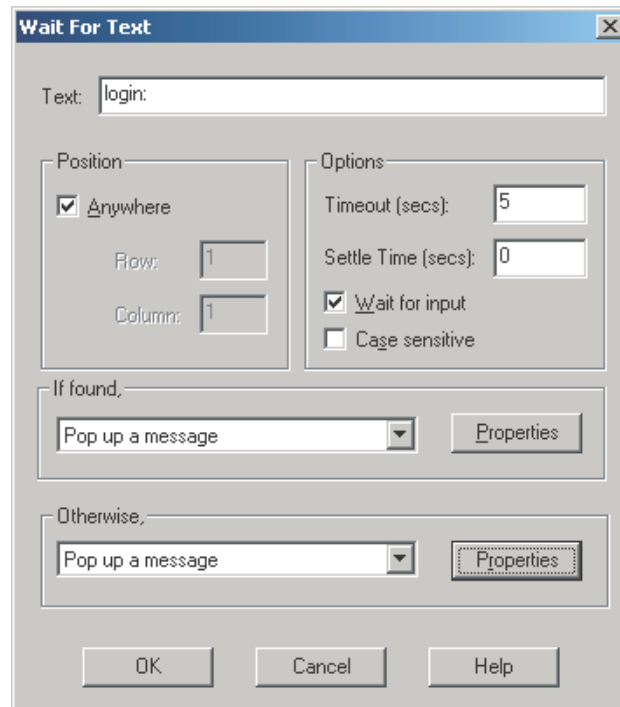 Wait For Text
Text: login:
Position
Anywhere
Row: 1
Column: 1
Options
Timeout (secs): 5
Settle Time (secs): 0
Wait for input
Case sensitive
If found,
Pop up a message
Properties
Otherwise,
Pop up a message
Properties
OK
Cancel
Help